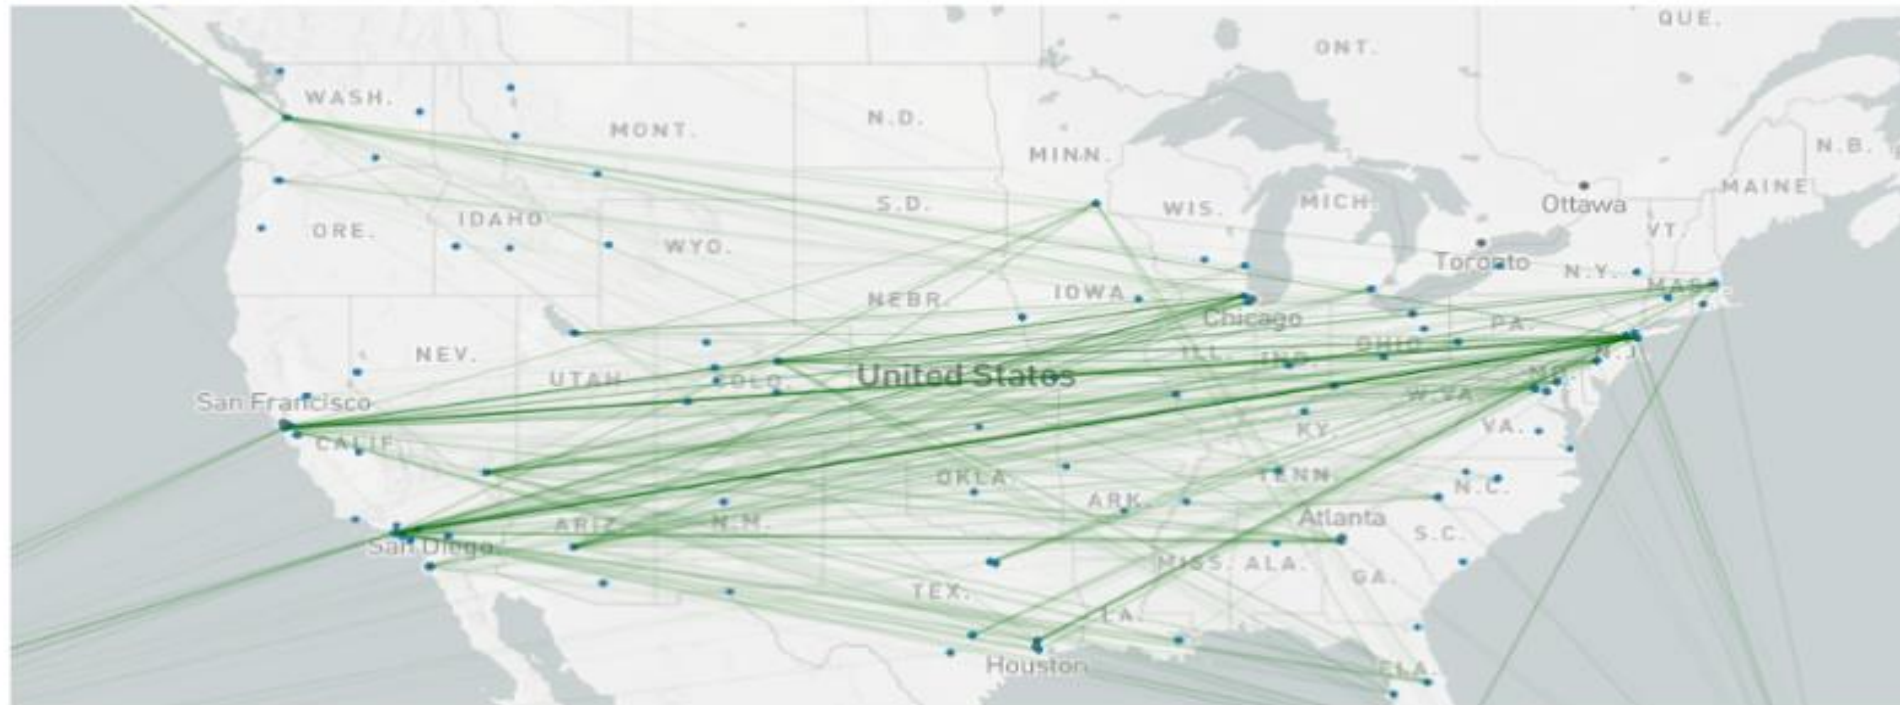 QUE.
ONT.
WASH.
N.D.
MONT.
N.B.
MINN.
MAINE
S.D.
MICH.
Ottawa
WIS.
IDAHO
ORE.
VT.
WYO.
Toronto
N.Y.
MASS.
IOWA
NEBR.
Chicago
PA.
OHIO
NEV.
ILL.
IND.
N.J.
UTAH
COLO.
United States
MD.
W.VA.
San Francisco
CALIF.
KY.
VA.
OKLA.
TENN.
N.C.
ARK.
ARIZ.
N.M.
Atlanta
S.C.
San Diego
MISS.
ALA.
GA.
TEX.
LA.
Houston
FLA.